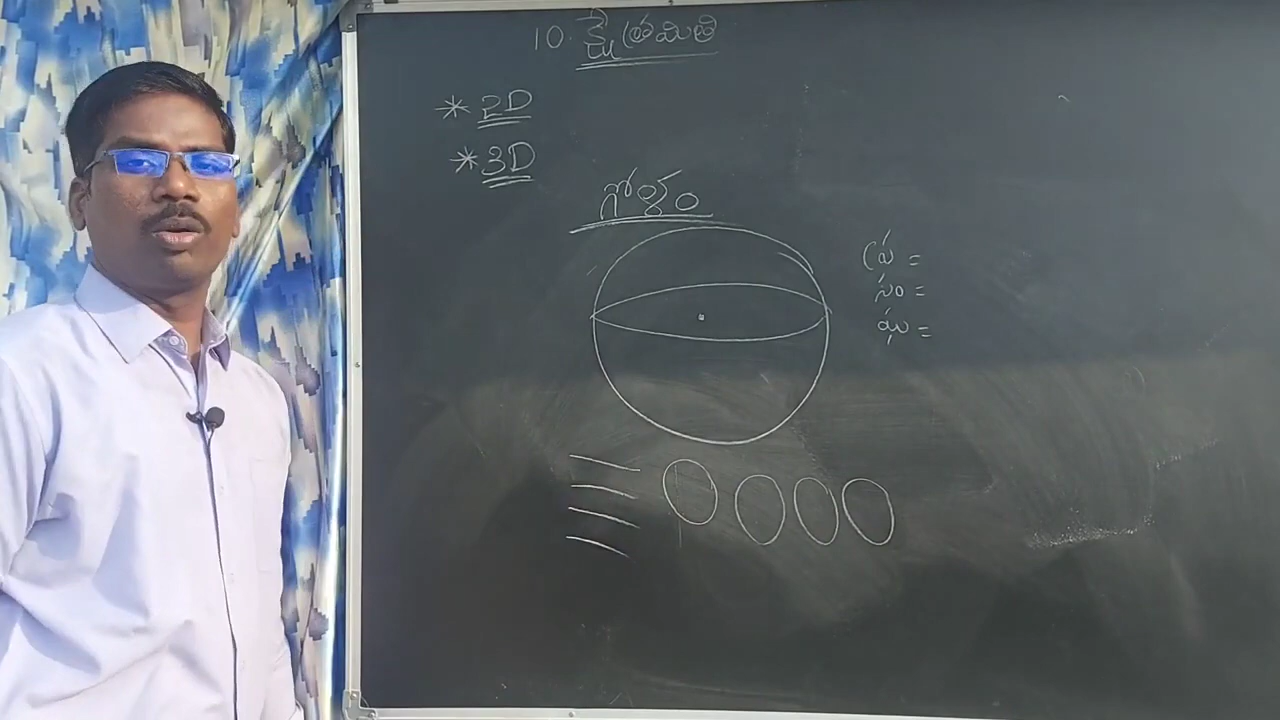 10. క్షేత్రమితి
* 2D
* 3D
గోళం
ప్ర =
సం =
ఘ =